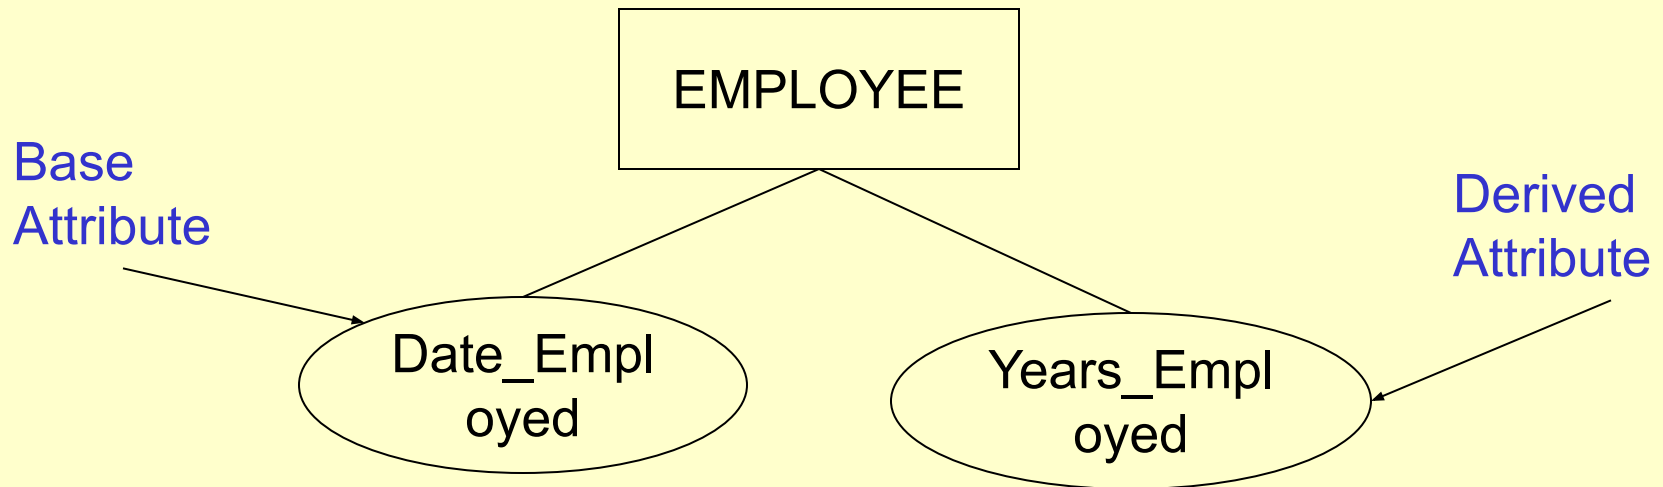 EMPLOYEE
Base
Attribute
Derived
Attribute
Date_Empl
oyed
Years_Empl
oyed